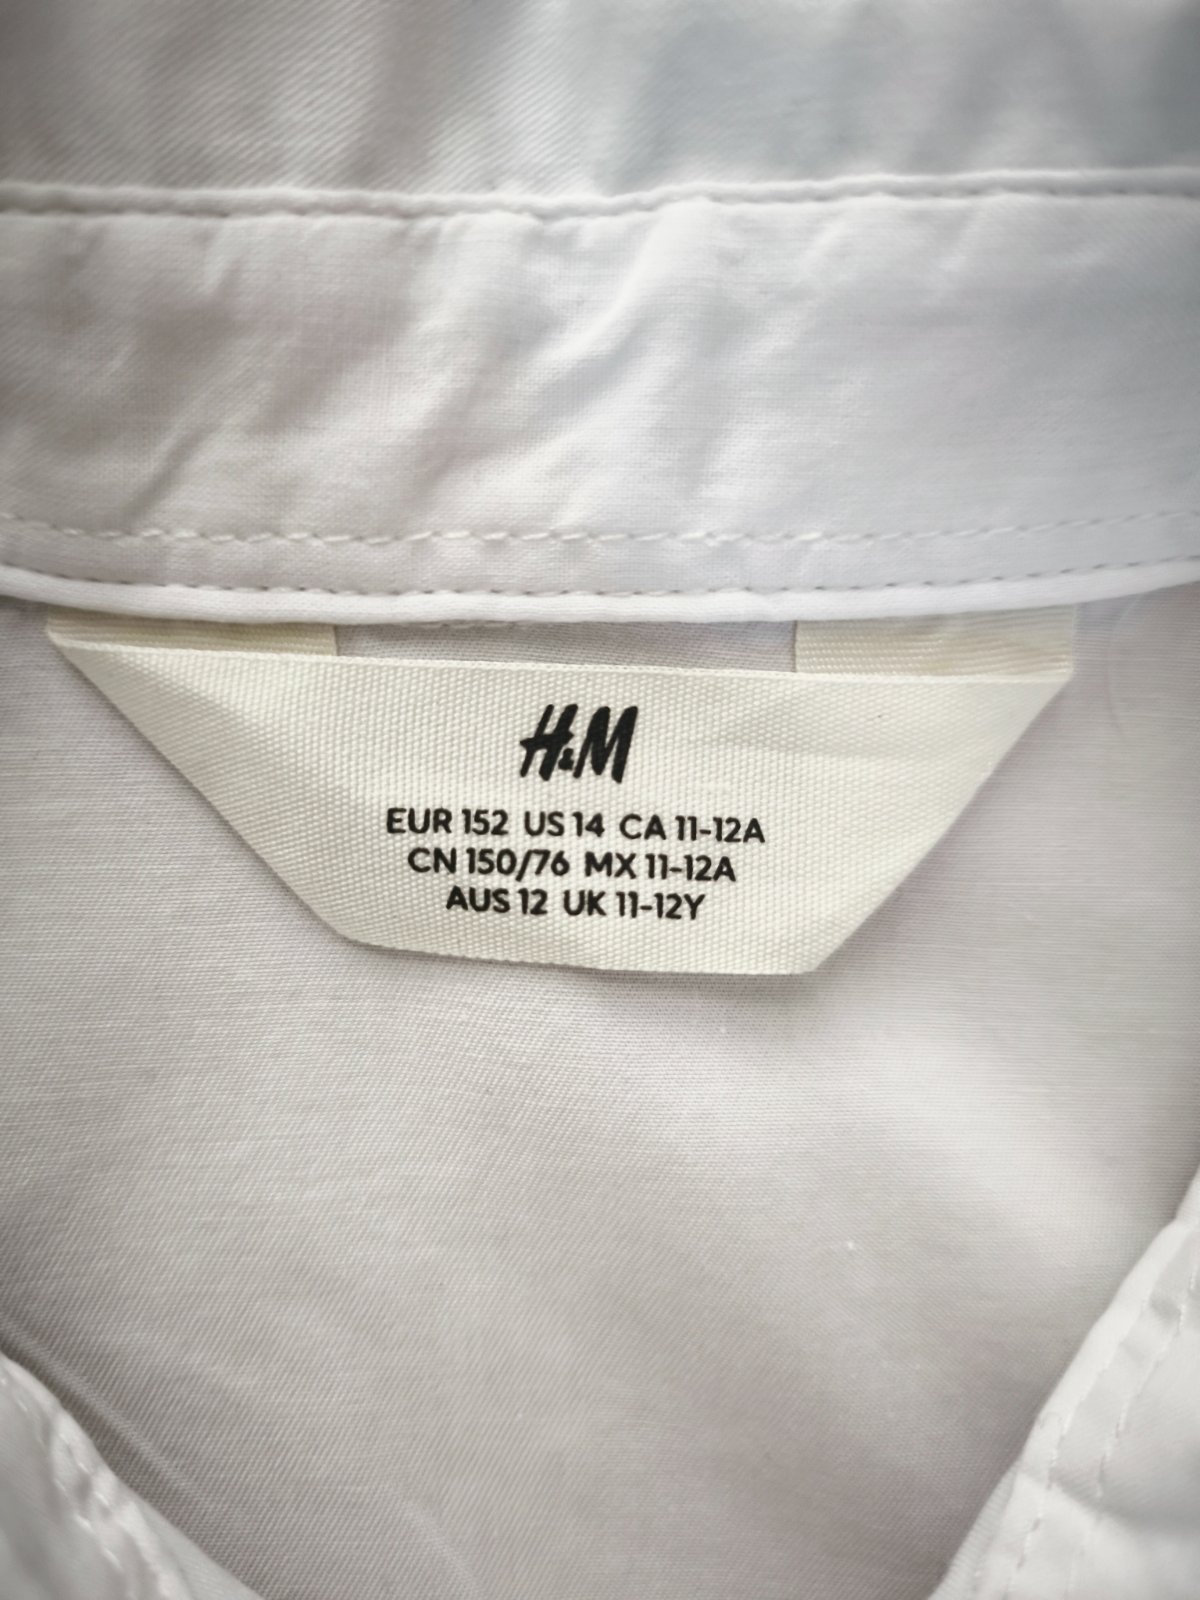 H&M
EUR 152 US 14 CA 11-12A
CN 150/76 MX 11-12A
AUS 12 UK 11-12Y